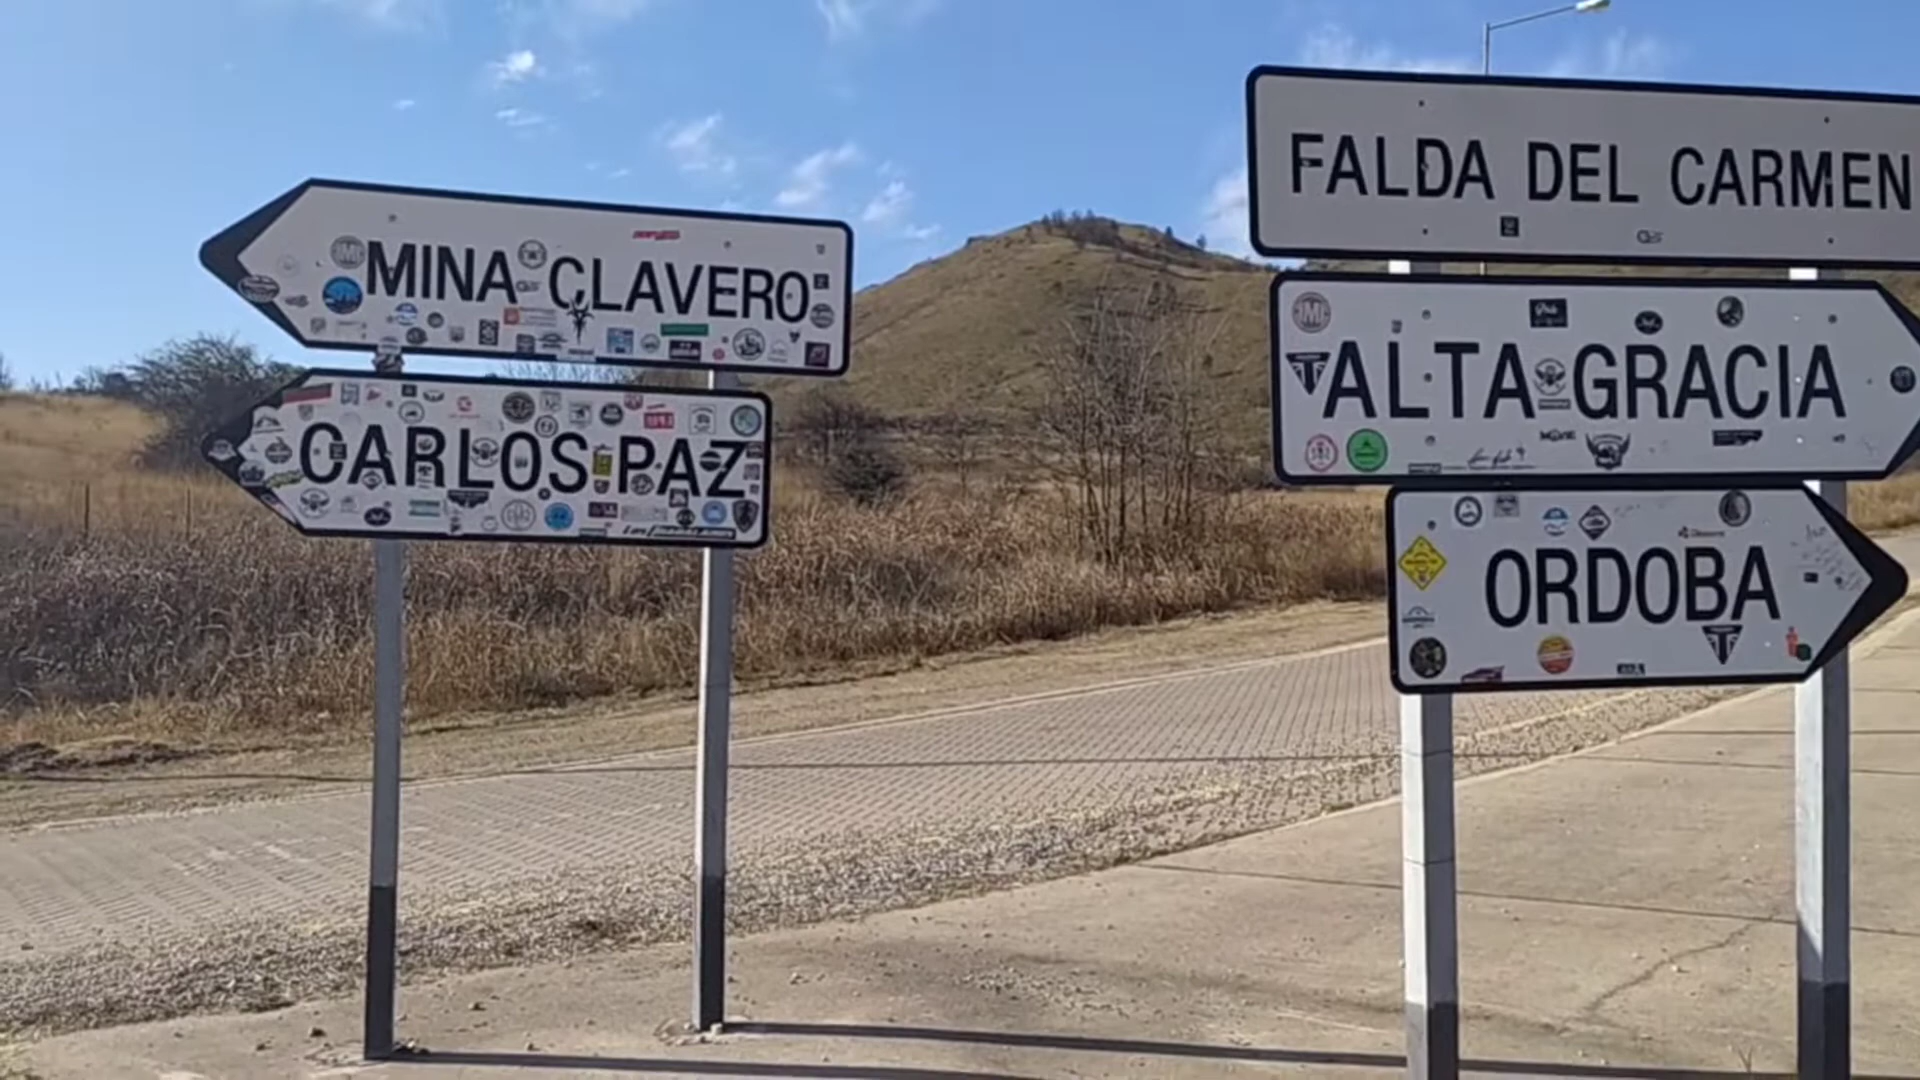 MINA CLAVERO
CARLOS PAZ
FALDA DEL CARMEN
ALTA GRACIA
ORDOBA